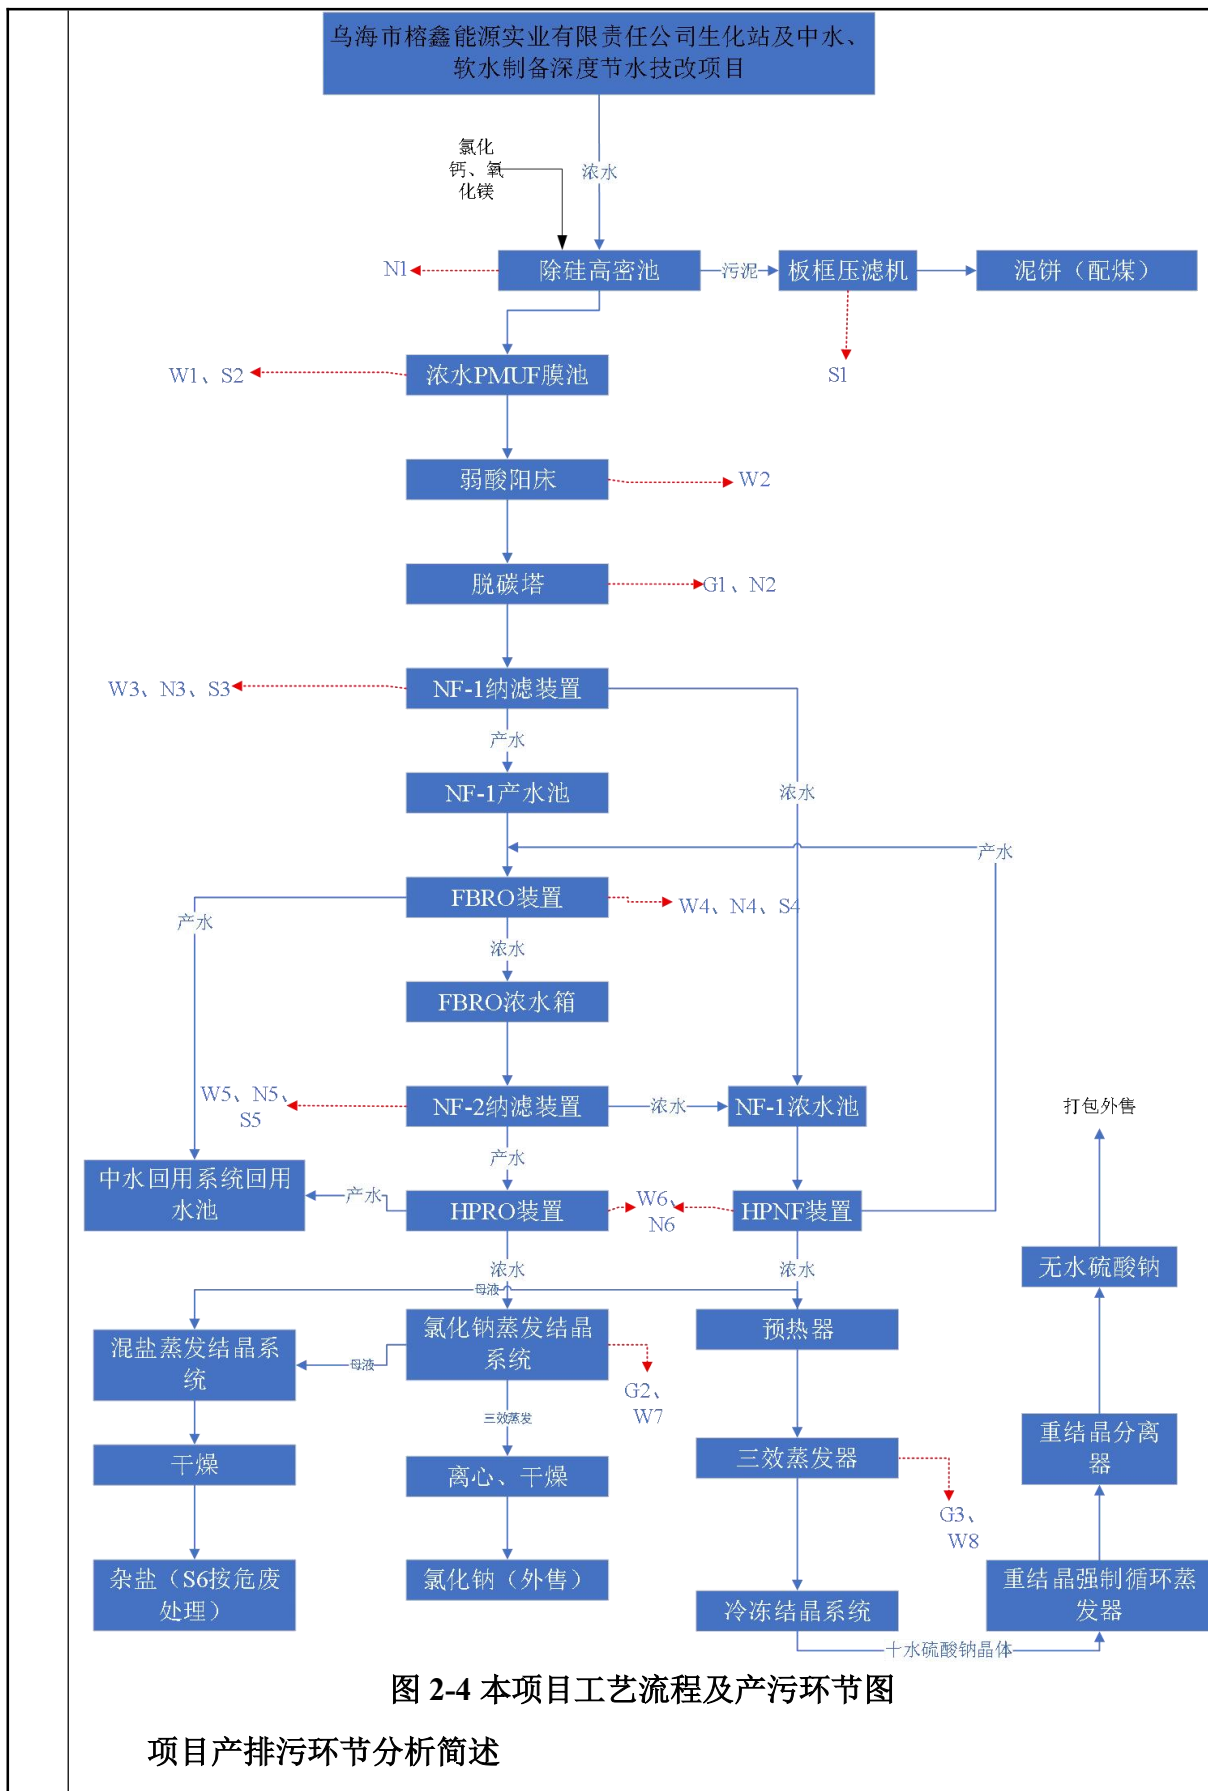 乌海市榕鑫能源实业有限责任公司生化站及中水、
软水制备深度节水技改项目
氯化
钙、氧
化镁
浓水
N1
除硅高密池
污泥
板框压滤机
泥饼（配煤）
S1
W1、S2
浓水PMUF膜池
弱酸阳床
W2
脱碳塔
G1、N2
W3、N3、S3
NF-1纳滤装置
产水
浓水
NF-1产水池
产水
FBRO装置
W4、N4、S4
产水
浓水
FBRO浓水箱
W5、N5、
S5
NF-2纳滤装置
浓水
NF-1浓水池
打包外售
产水
中水回用系统回用
水池
产水
HPRO装置
W6、
N6
HPNF装置
浓水
浓水
无水硫酸钠
母液
混盐蒸发结晶系
统
母液
氯化钠蒸发结晶
系统
预热器
G2、
W7
三效蒸发
重结晶分离
器
干燥
离心、干燥
三效蒸发器
G3、
W8
杂盐（S6按危废
处理）
氯化钠（外售）
冷冻结晶系统
重结晶强制循环蒸
发器
十水硫酸钠晶体
图 2-4 本项目工艺流程及产污环节图
项目产排污环节分析简述